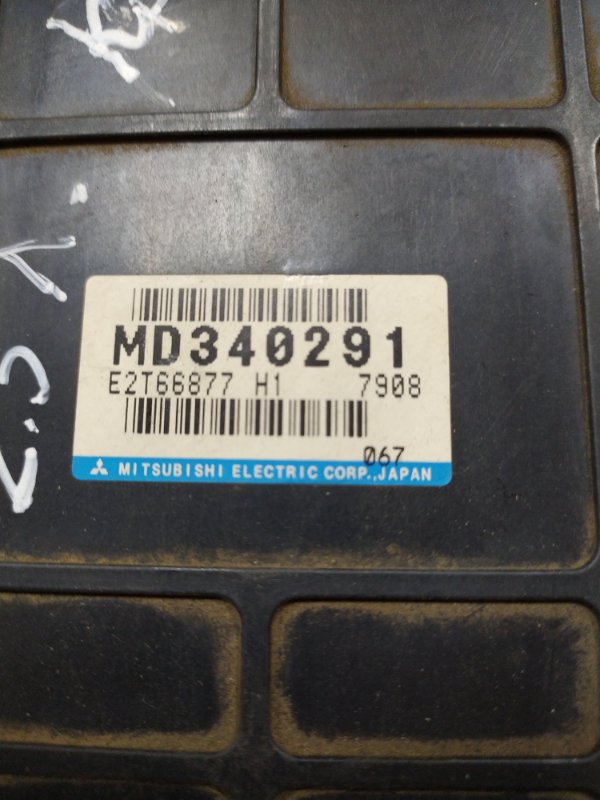 MD340291
E2T66877 H1 7908
067
MITSUBISHI ELECTRIC CORP.,JAPAN